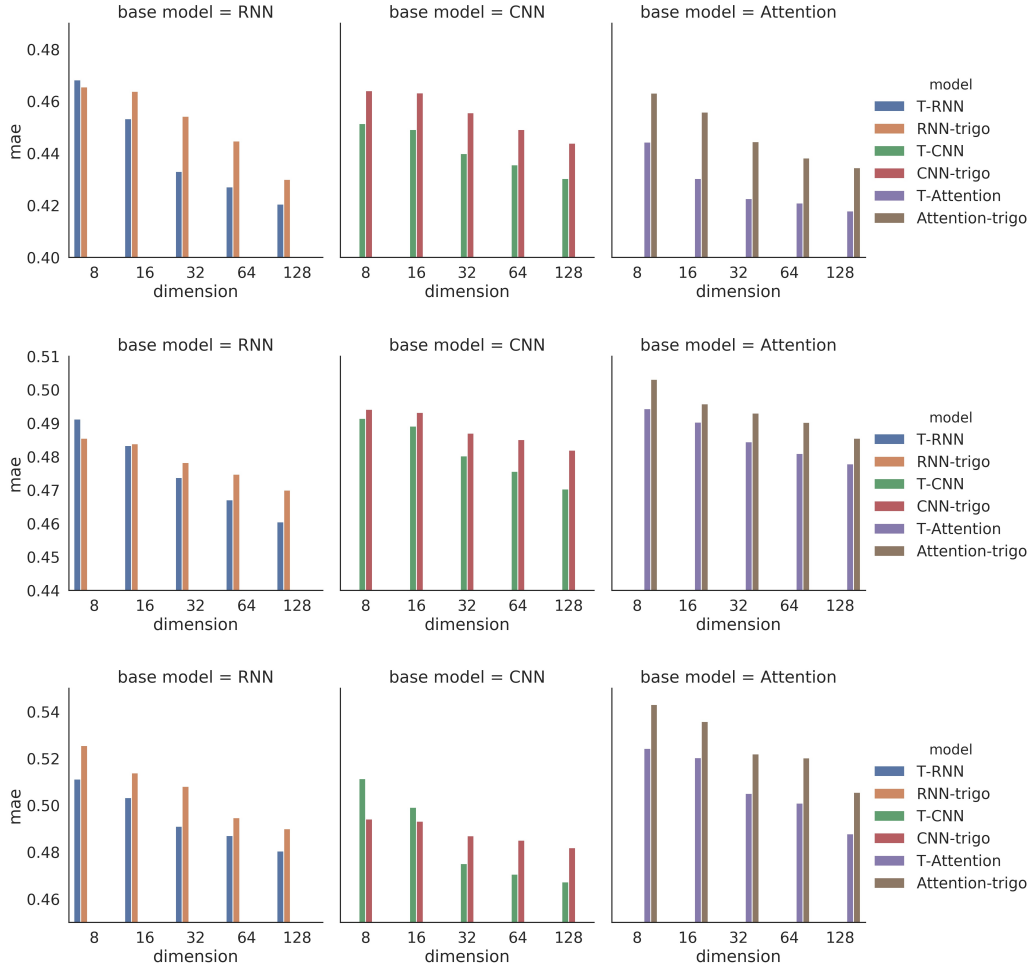 base model = RNN
base model = CNN
base model = Attention
0.48
0.46
0.44
0.42
0.40
mae
8 16 32 64 128
8 16 32 64 128
8 16 32 64 128
dimension
dimension
dimension
model
T-RNN
RNN-trigo
T-CNN
CNN-trigo
T-Attention
Attention-trigo
base model = RNN
base model = CNN
base model = Attention
0.51
0.50
0.49
0.48
0.47
0.46
0.45
0.44
mae
8 16 32 64 128
8 16 32 64 128
8 16 32 64 128
dimension
dimension
dimension
model
T-RNN
RNN-trigo
T-CNN
CNN-trigo
T-Attention
Attention-trigo
base model = RNN
base model = CNN
base model = Attention
0.54
0.52
0.50
0.48
0.46
mae
8 16 32 64 128
8 16 32 64 128
8 16 32 64 128
dimension
dimension
dimension
model
T-RNN
RNN-trigo
T-CNN
CNN-trigo
T-Attention
Attention-trigo